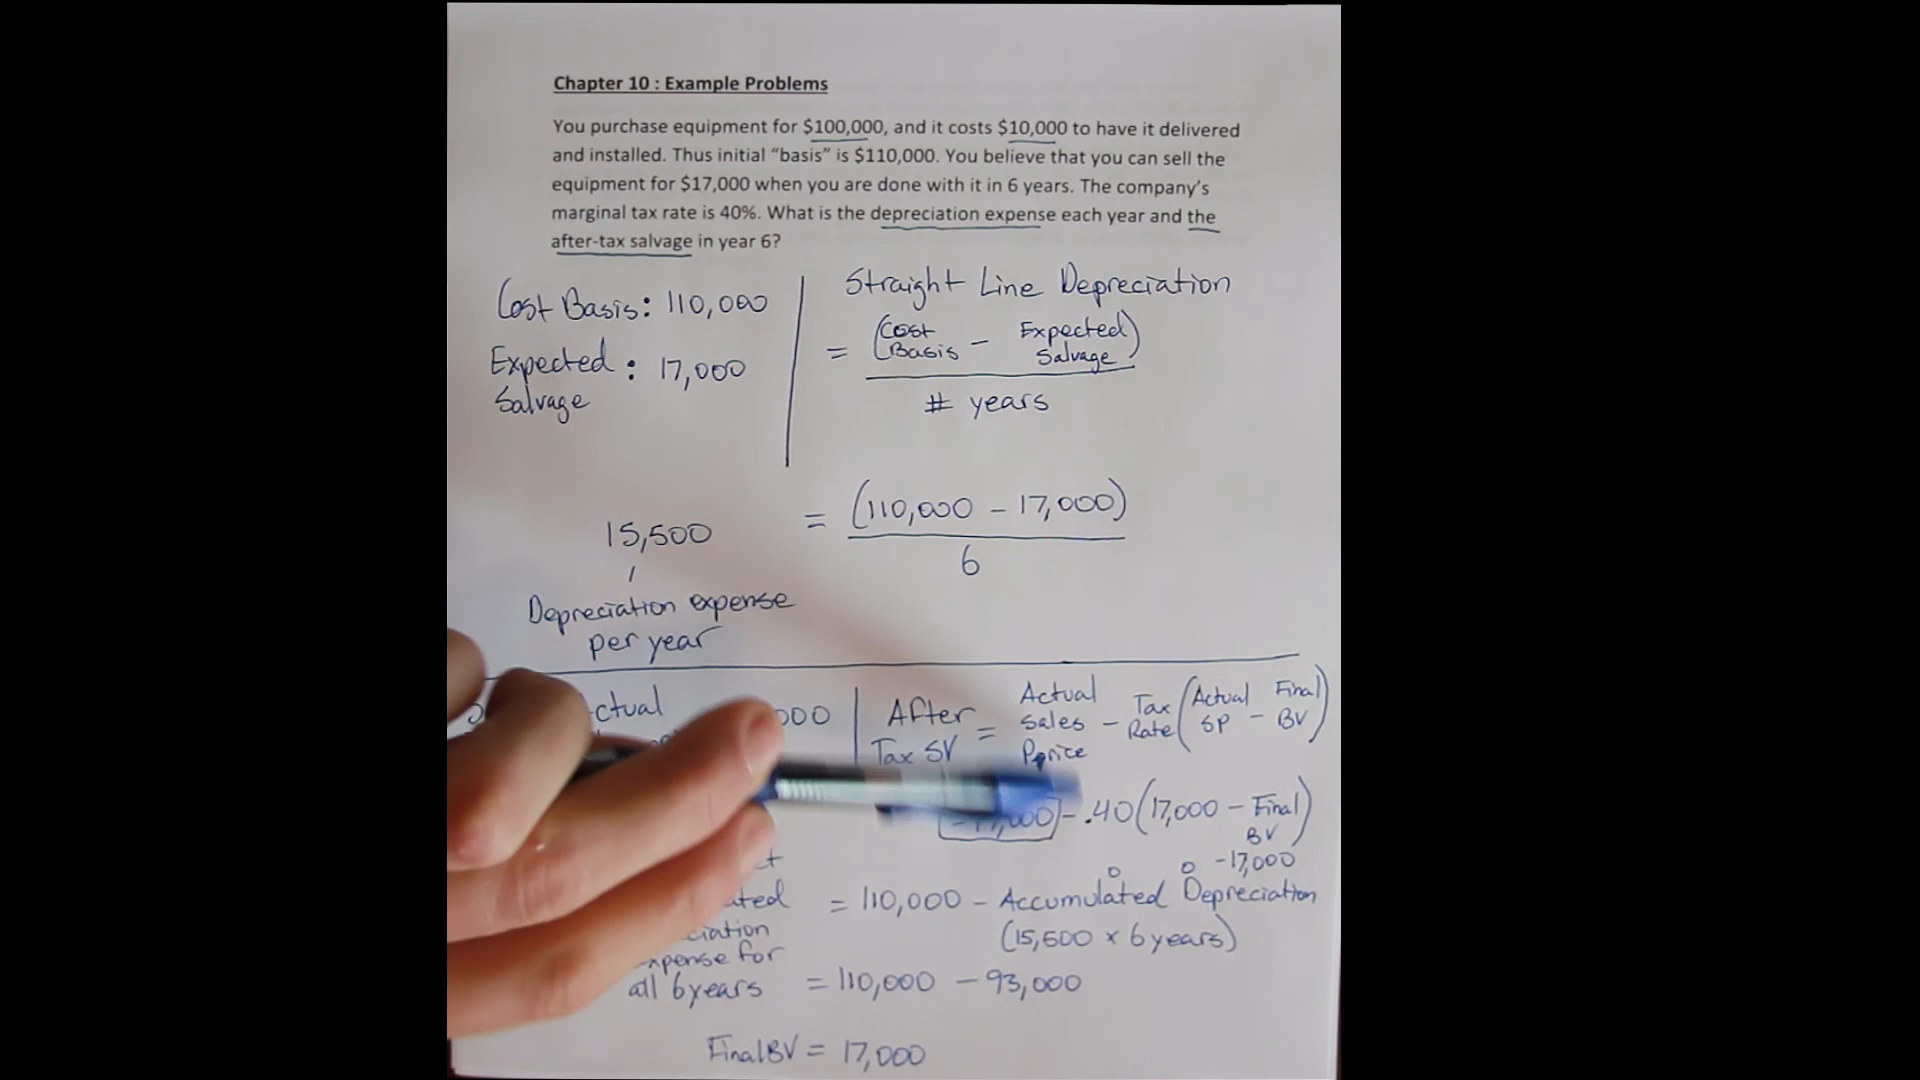 Chapter 10 : Example Problems
You purchase equipment for $100,000, and it costs $10,000 to have it delivered
and installed. Thus initial “basis” is $110,000. You believe that you can sell the
equipment for $17,000 when you are done with it in 6 years. The company’s
marginal tax rate is 40%. What is the depreciation expense each year and the
after-tax salvage in year 6?
Cost Basis: 110,000
Expected : 17,000
Salvage
Straight Line Depreciation
= (Cost Basis - Expected Salvage)
# years
= (110,000 - 17,000)
6
15,500
Depreciation expense
per year
ctual
000
After Tax SV = Actual Sales Price - Tax Rate (Actual SP - Final BV)
- .40 (17,000 - Final BV)
-17,000
0 0
= 110,000 - Accumulated Depreciation
(15,500 x 6 years)
ated
ciation
xpense for
all 6 years
= 110,000 - 93,000
Final BV = 17,000